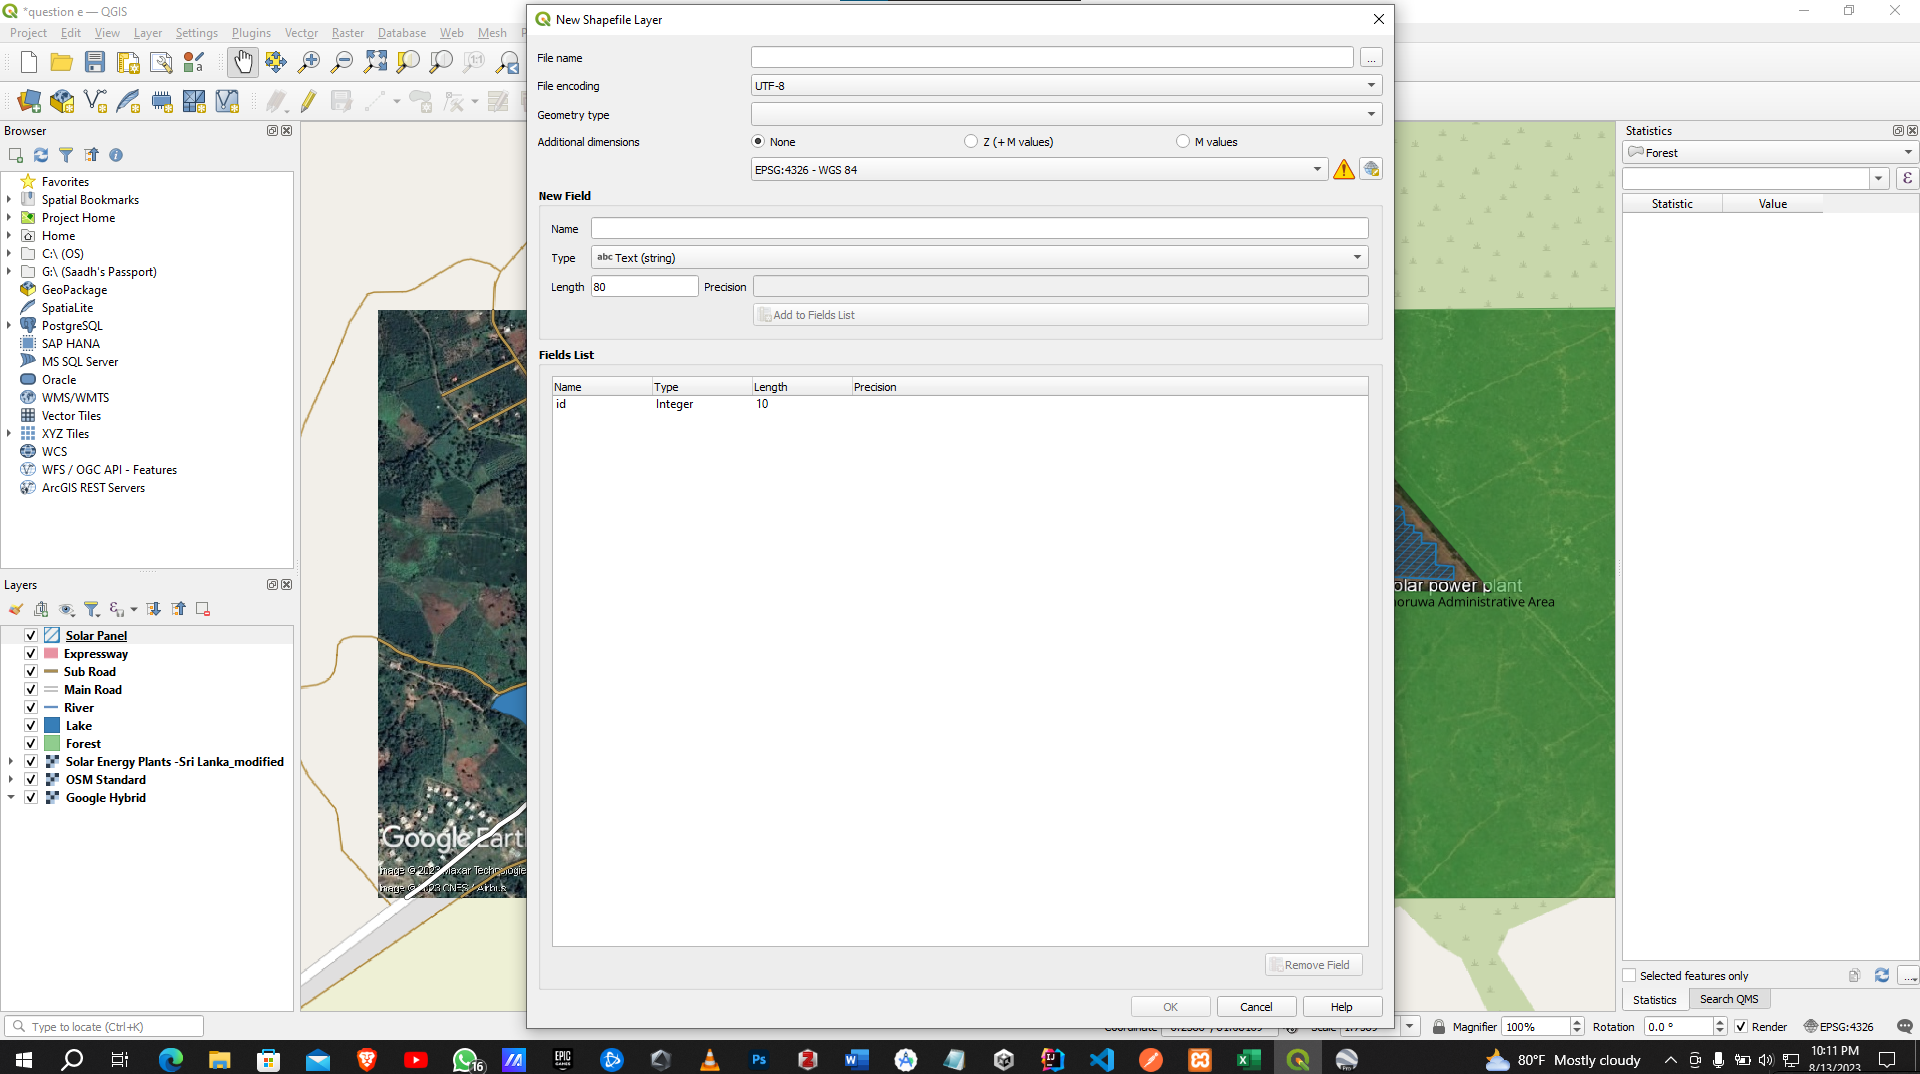 *question e — QGIS
Project Edit View Layer Settings Plugins Vector Raster Database Web Mesh
New Shapefile Layer
File name
...
File encoding
UTF-8
Geometry type
Additional dimensions
None
Z (+ M values)
M values
EPSG:4326 - WGS 84
New Field
Name
Type
abc Text (string)
Length
80
Precision
Add to Fields List
Fields List
Name Type Length Precision
id Integer 10
Remove Field
OK
Cancel
Help
Browser
Favorites
Spatial Bookmarks
Project Home
Home
C:\ (OS)
G:\ (Saadh's Passport)
GeoPackage
SpatiaLite
PostgreSQL
SAP HANA
MS SQL Server
Oracle
WMS/WMTS
Vector Tiles
XYZ Tiles
WCS
WFS / OGC API - Features
ArcGIS REST Servers
Layers
Solar Panel
Expressway
Sub Road
Main Road
River
Lake
Forest
Solar Energy Plants -Sri Lanka_modified
OSM Standard
Google Hybrid
Google Eart
Image © 2023 Maxar Technologie
Image © 2023 CNES / Airbus
olar power plant
oruwa Administrative Area
Statistics
Forest
ε
Statistic Value
Selected features only
...
Statistics
Search QMS
Type to locate (Ctrl+K)
Coordinate
Scale
Magnifier 100%
Rotation 0.0 °
Render
EPSG:4326
16
EPIC GAMES
Ps
80°F Mostly cloudy
10:11 PM
8/13/2023